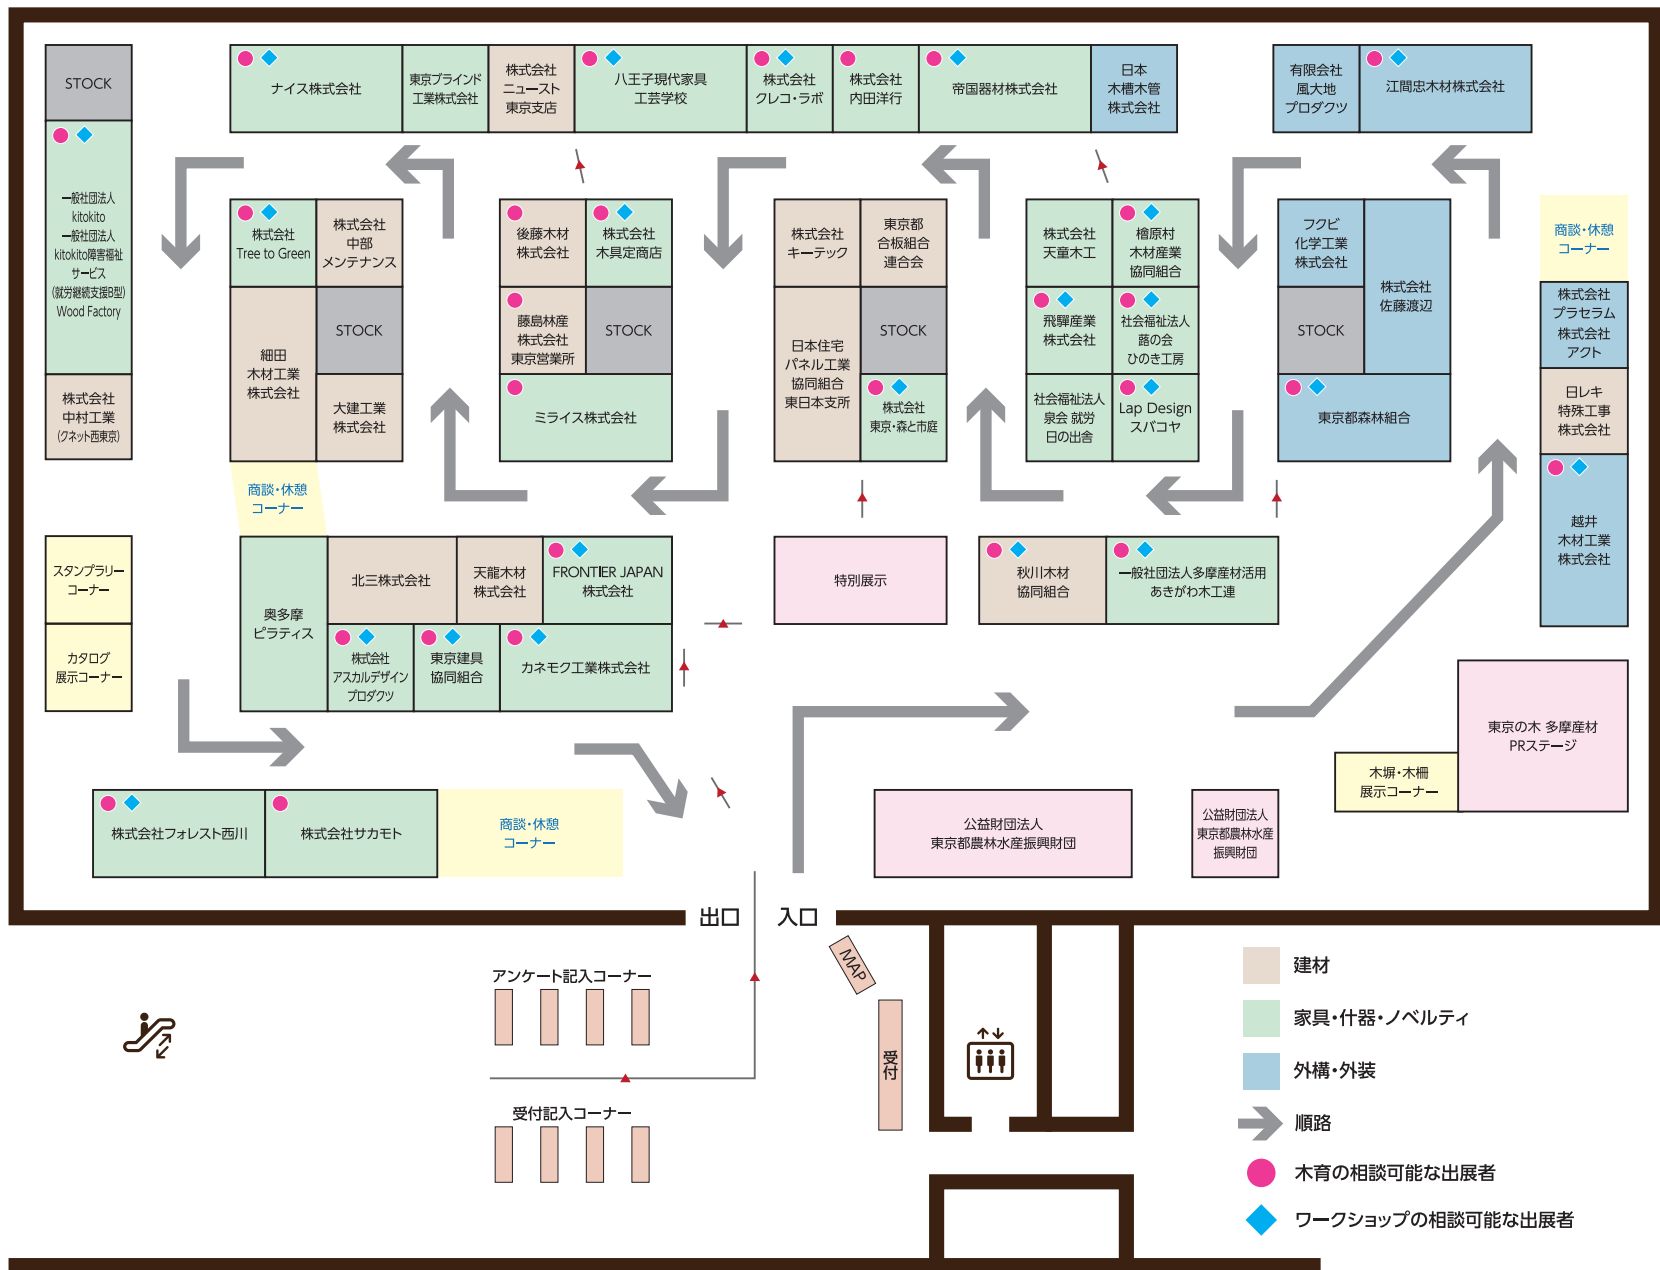 STOCK
ナイス株式会社
東京ブラインド
工業株式会社
株式会社
ニュースト
東京支店
八王子現代家具
工芸学校
株式会社
クレコ・ラボ
株式会社
内田洋行
帝国器材株式会社
日本
木槽木管
株式会社
有限会社
風大地
プロダクツ
江間忠木材株式会社
一般社団法人
kitokito
一般社団法人
kitokito障害福祉
サービス
(就労継続支援B型)
Wood Factory
株式会社
中村工業
(クネット西東京)
株式会社
Tree to Green
株式会社
中部
メンテナンス
細田
木材工業
株式会社
STOCK
大建工業
株式会社
後藤木材
株式会社
株式会社
木具定商店
藤島林産
株式会社
東京営業所
STOCK
ミライス株式会社
株式会社
キーテック
東京都
合板組合
連合会
日本住宅
パネル工業
協同組合
東日本支所
STOCK
株式会社
東京・森と市庭
株式会社
天童木工
檜原村
木材産業
協同組合
飛驒産業
株式会社
社会福祉法人
蕗の会
ひのき工房
社会福祉法人
泉会 就労
日の出舎
Lap Design
スバコヤ
フクビ
化学工業
株式会社
株式会社
佐藤渡辺
STOCK
東京都森林組合
商談・休憩
コーナー
株式会社
プラセラム
株式会社
アクト
日レキ
特殊工事
株式会社
越井
木材工業
株式会社
商談・休憩
コーナー
スタンプラリー
コーナー
カタログ
展示コーナー
奥多摩
ピラティス
北三株式会社
天龍木材
株式会社
FRONTIER JAPAN
株式会社
株式会社
アスカルデザイン
プロダクツ
東京建具
協同組合
カネモク工業株式会社
特別展示
秋川木材
協同組合
一般社団法人多摩産材活用
あきがわ木工連
東京の木 多摩産材
PRステージ
木塀・木柵
展示コーナー
株式会社フォレスト西川
株式会社サカモト
商談・休憩
コーナー
公益財団法人
東京都農林水産振興財団
公益財団法人
東京都農林水産
振興財団
出口
入口
MAP
受付
アンケート記入コーナー
受付記入コーナー
建材
家具・什器・ノベルティ
外構・外装
順路
木育の相談可能な出展者
ワークショップの相談可能な出展者